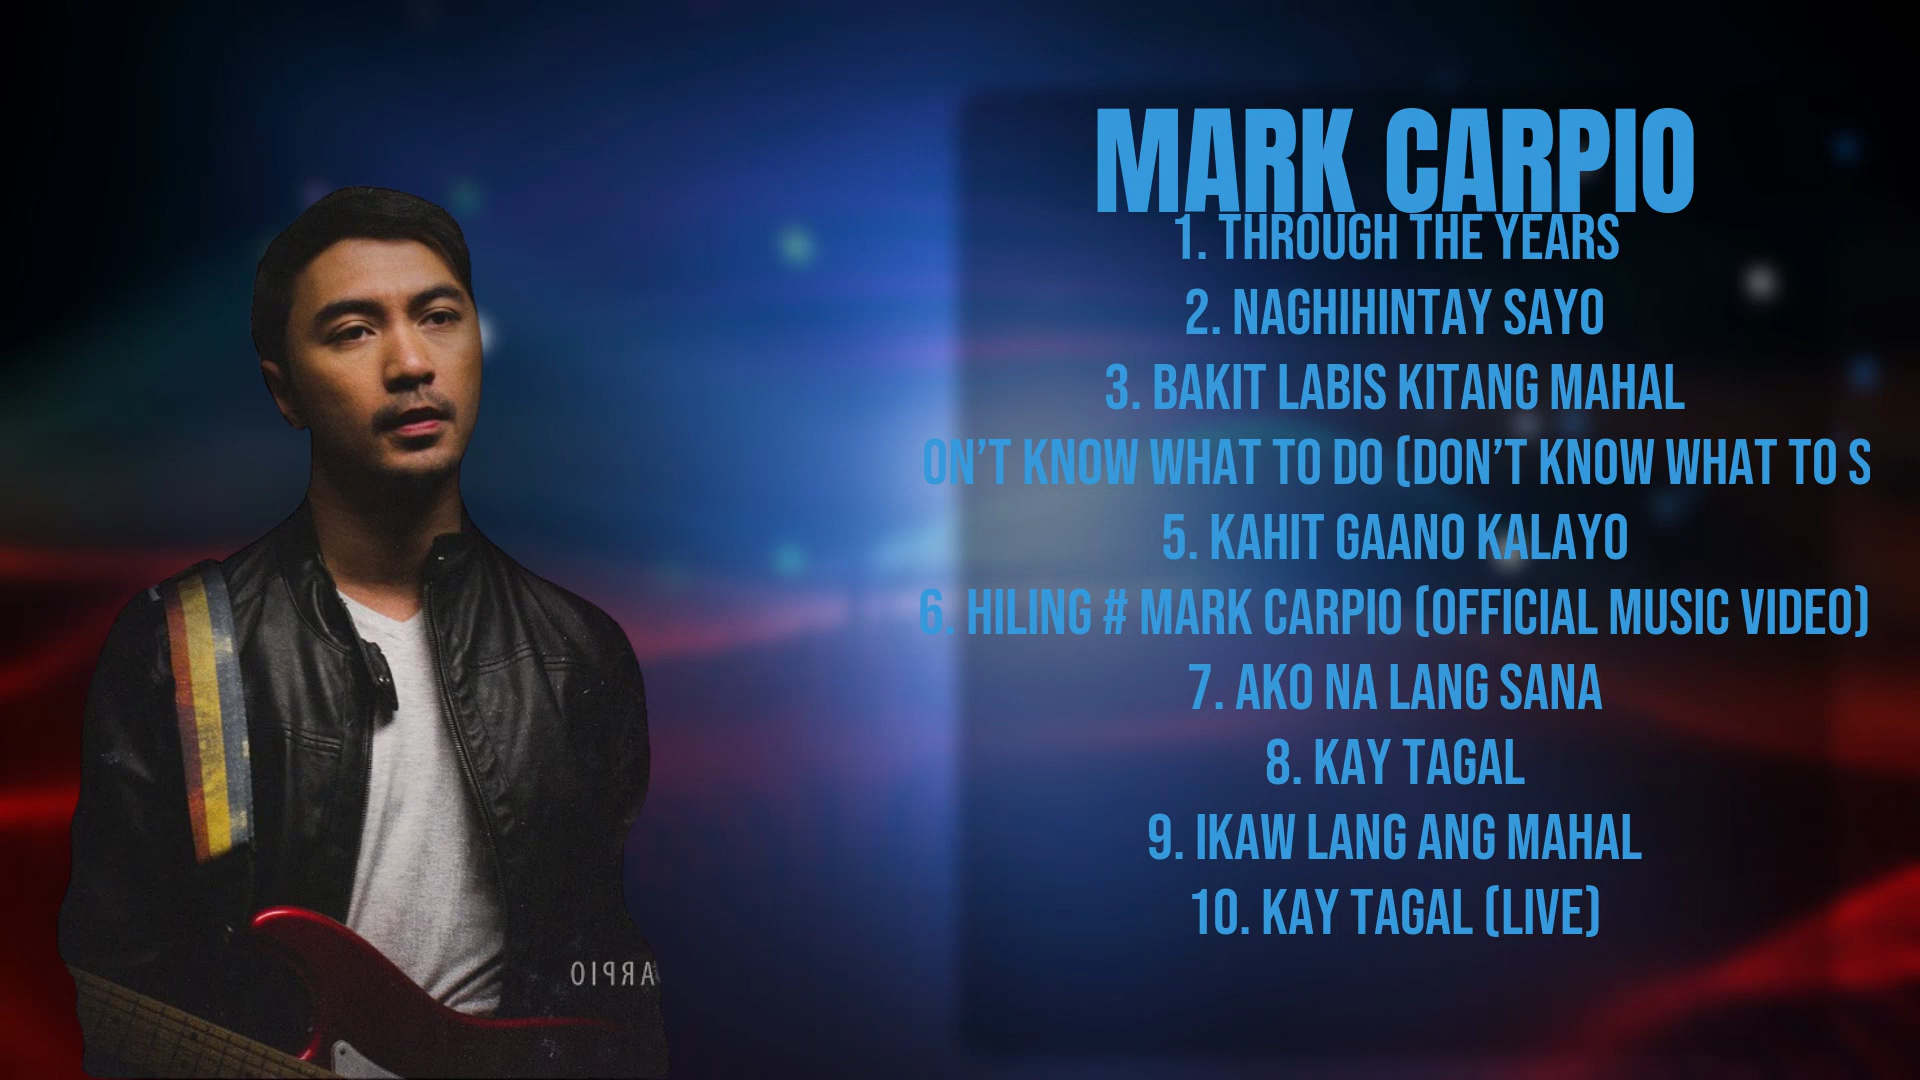 MARK CARPIO
1. THROUGH THE YEARS
2. NAGHIHINTAY SAYO
3. BAKIT LABIS KITANG MAHAL
ON’T KNOW WHAT TO DO (DON’T KNOW WHAT TO S
5. KAHIT GAANO KALAYO
6. HILING # MARK CARPIO (OFFICIAL MUSIC VIDEO)
7. AKO NA LANG SANA
8. KAY TAGAL
9. IKAW LANG ANG MAHAL
10. KAY TAGAL (LIVE)
ARPIO